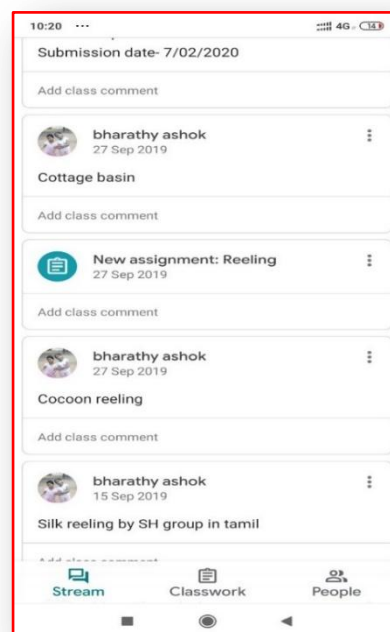 10:20 ...
4G 14
Submission date- 7/02/2020
Add class comment
bharathy ashok
27 Sep 2019
Cottage basin
Add class comment
New assignment: Reeling
27 Sep 2019
Add class comment
bharathy ashok
27 Sep 2019
Cocoon reeling
Add class comment
bharathy ashok
15 Sep 2019
Silk reeling by SH group in tamil
Stream
Classwork
People